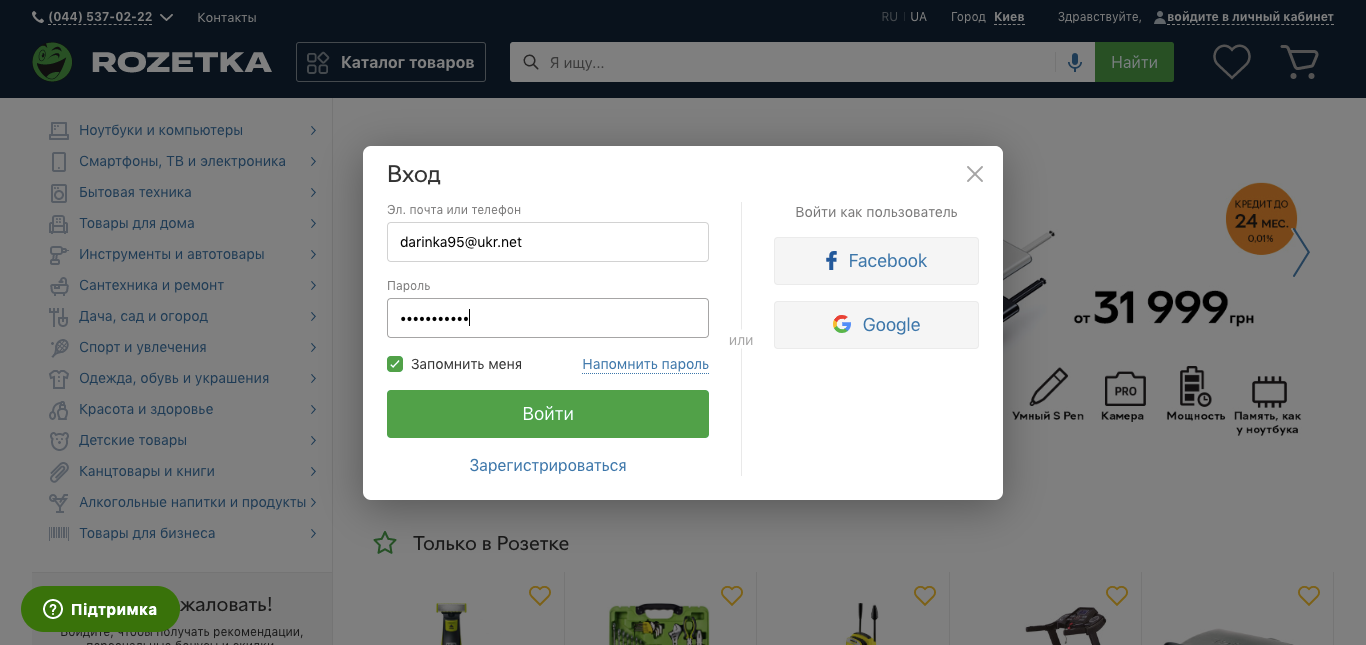 (044) 537-02-22 Контакты RU UA Город Киев Здравствуйте, войдите в личный кабинет
ROZETKA Каталог товаров Я ищу... Найти
Ноутбуки и компьютеры
Смартфоны, ТВ и электроника
Бытовая техника
Товары для дома
Инструменты и автотовары
Сантехника и ремонт
Дача, сад и огород
Спорт и увлечения
Одежда, обувь и украшения
Красота и здоровье
Детские товары
Канцтовары и книги
Алкогольные напитки и продукты
Товары для бизнеса
Вход
Эл. почта или телефон
darinka95@ukr.net
Пароль
•••••••••••
Запомнить меня Напомнить пароль
Войти
Зарегистрироваться
или
Войти как пользователь
Facebook
Google
КРЕДИТ ДО
24 МЕС.
0,01%
от 31 999 грн
PRO
Умный S Pen Камера Мощность Память, как
у ноутбука
Только в Розетке
жаловать!
Підтримка
Войдите, чтобы получать рекомендации,
персональные бонусы и скидки